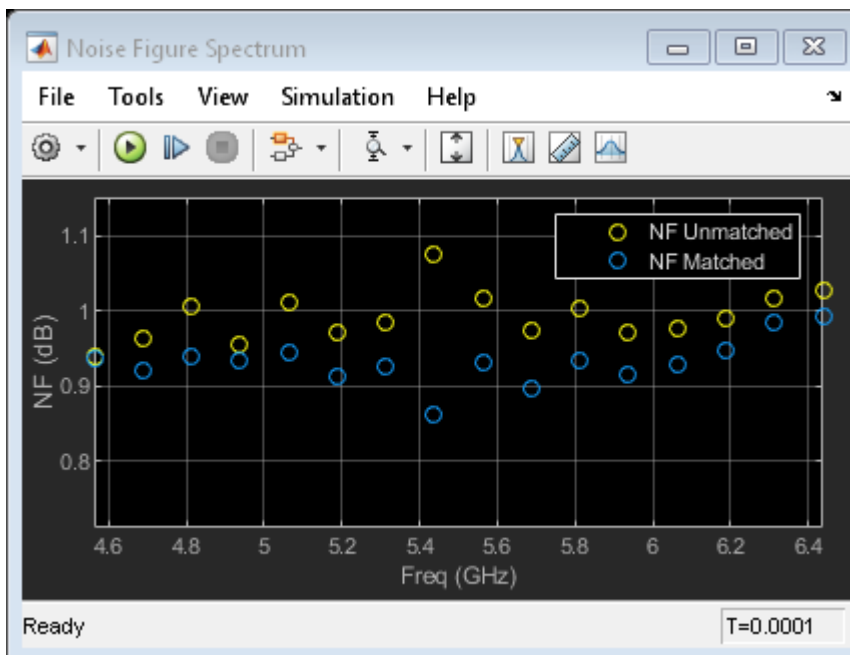 Noise Figure Spectrum
File Tools View Simulation Help
NF Unmatched
NF Matched
1.1
1
0.9
0.8
NF (dB)
4.6 4.8 5 5.2 5.4 5.6 5.8 6 6.2 6.4
Freq (GHz)
Ready T=0.0001